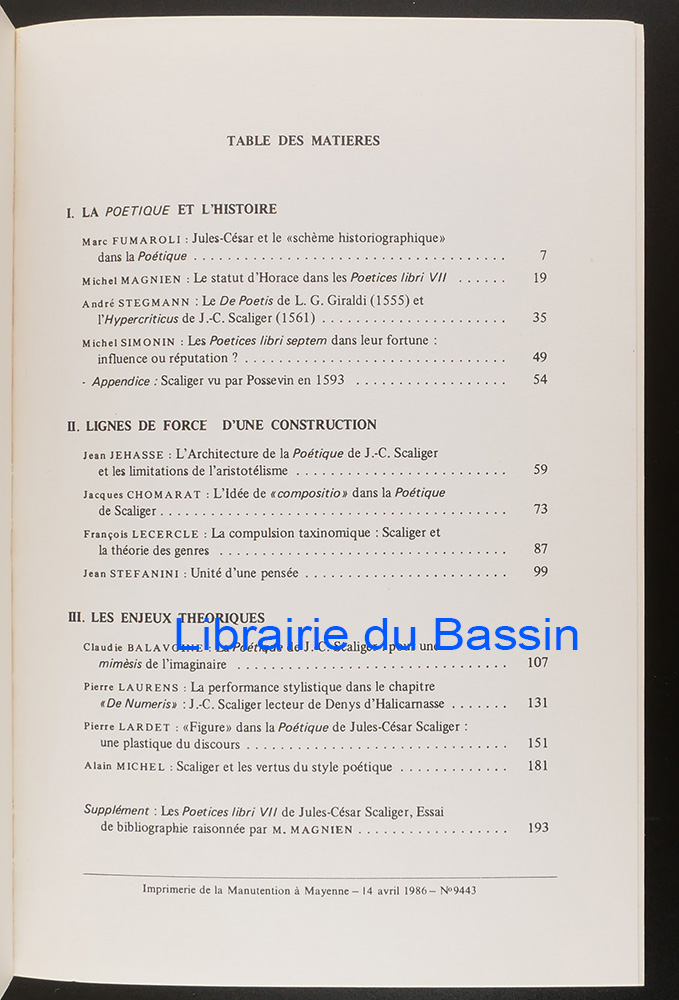 TABLE DES MATIERES
I. LA POETIQUE ET L'HISTOIRE
Marc FUMAROLI : Jules-César et le «schème historiographique»
dans la Poétique . . . . . . . . . . . . . . . . . . . . . . . . . . . . . . . . . . . 7
Michel MAGNIEN : Le statut d'Horace dans les Poetices libri VII . . . . . . 19
André STEGMANN : Le De Poetis de L. G. Giraldi (1555) et
l'Hypercriticus de J.-C. Scaliger (1561) . . . . . . . . . . . . . . . . . . . . . 35
Michel SIMONIN : Les Poetices libri septem dans leur fortune :
influence ou réputation ? . . . . . . . . . . . . . . . . . . . . . . . . . . . . . 49
- Appendice : Scaliger vu par Possevin en 1593 . . . . . . . . . . . . . . . . . 54
II. LIGNES DE FORCE D'UNE CONSTRUCTION
Jean JEHASSE : L'Architecture de la Poétique de J.-C. Scaliger
et les limitations de l'aristotélisme . . . . . . . . . . . . . . . . . . . . . . . . 59
Jacques CHOMARAT : L'Idée de «compositio» dans la Poétique
de Scaliger . . . . . . . . . . . . . . . . . . . . . . . . . . . . . . . . . . . . . . 73
François LECERCLE : La compulsion taxinomique : Scaliger et
la théorie des genres . . . . . . . . . . . . . . . . . . . . . . . . . . . . . . . . 87
Jean STEFANINI : Unité d'une pensée . . . . . . . . . . . . . . . . . . . . . . . 99
III. LES ENJEUX THEORIQUES
Librairie du Bassin
Claudie BALAVOINE : La Poétique de J.-C. Scaliger : pour une
mimèsis de l'imaginaire . . . . . . . . . . . . . . . . . . . . . . . . . . . . . . 107
Pierre LAURENS : La performance stylistique dans le chapitre
«De Numeris» : J.-C. Scaliger lecteur de Denys d'Halicarnasse . . . . . . . 131
Pierre LARDET : «Figure» dans la Poétique de Jules-César Scaliger :
une plastique du discours . . . . . . . . . . . . . . . . . . . . . . . . . . . . . 151
Alain MICHEL : Scaliger et les vertus du style poétique . . . . . . . . . . . . 181
Supplément : Les Poetices libri VII de Jules-César Scaliger, Essai
de bibliographie raisonnée par M. MAGNIEN . . . . . . . . . . . . . . . . . 193
Imprimerie de la Manutention à Mayenne – 14 avril 1986 – N°9443